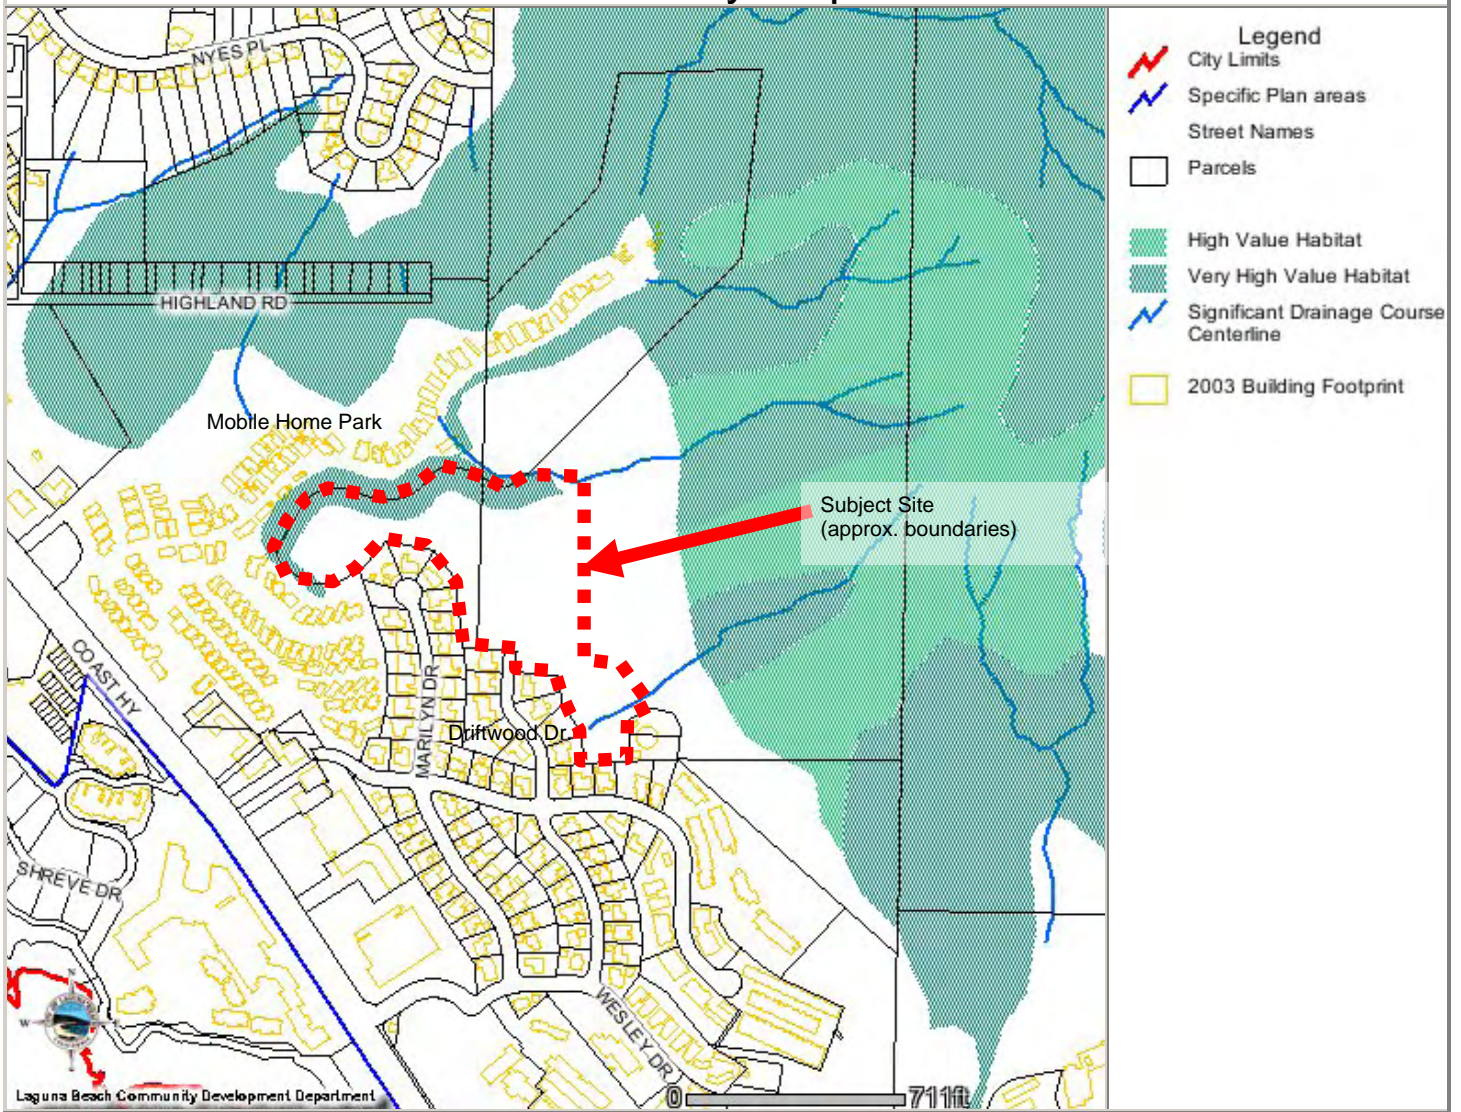 NYES PL
HIGHLAND RD
Mobile Home Park
Subject Site
(approx. boundaries)
COAST HY
MARILYN DR
Driftwood Dr
SHREVE DR
WESLEY DR
N
W
Laguna Beach Community Development Department
0 711ft
Legend
City Limits
Specific Plan areas
Street Names
Parcels
High Value Habitat
Very High Value Habitat
Significant Drainage Course
Centerline
2003 Building Footprint